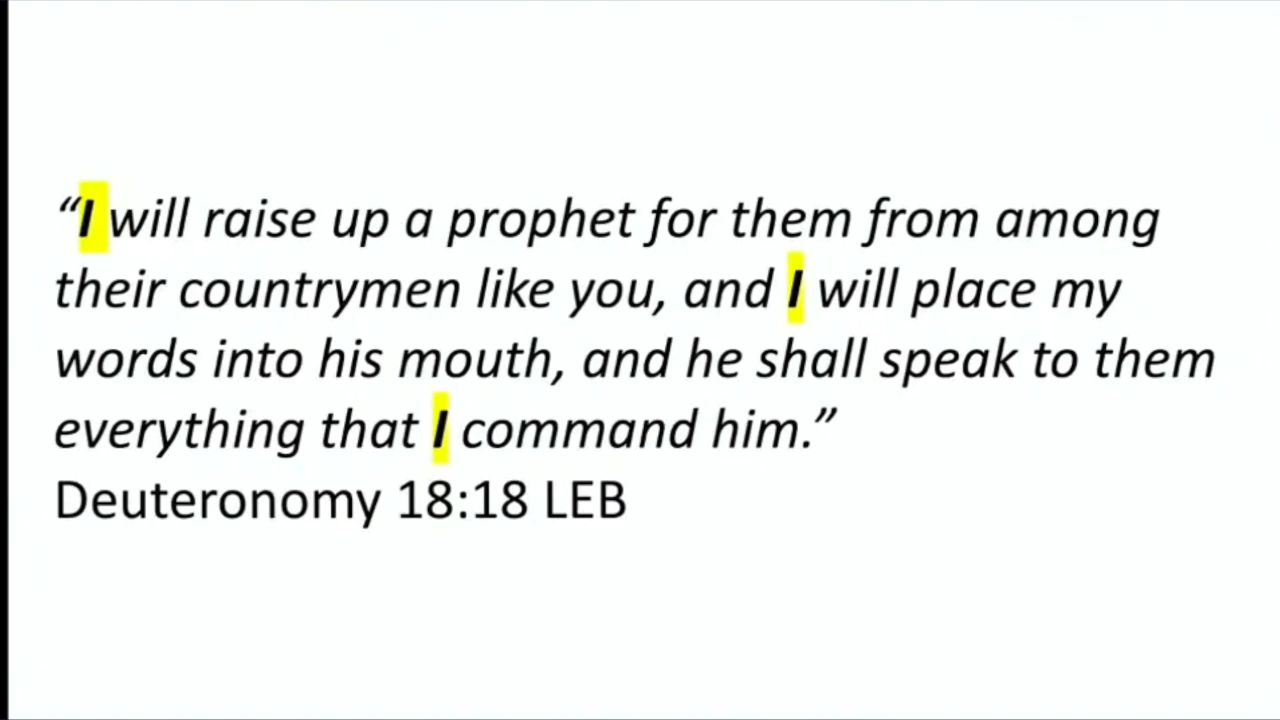 “I will raise up a prophet for them from among
their countrymen like you, and I will place my
words into his mouth, and he shall speak to them
everything that I command him.”
Deuteronomy 18:18 LEB